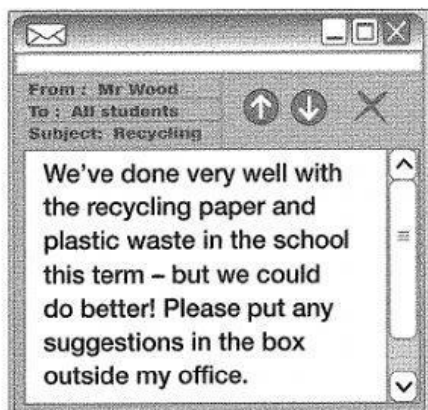 From : Mr Wood
To : All students
Subject: Recycling
We've done very well with
the recycling paper and
plastic waste in the school
this term – but we could
do better! Please put any
suggestions in the box
outside my office.